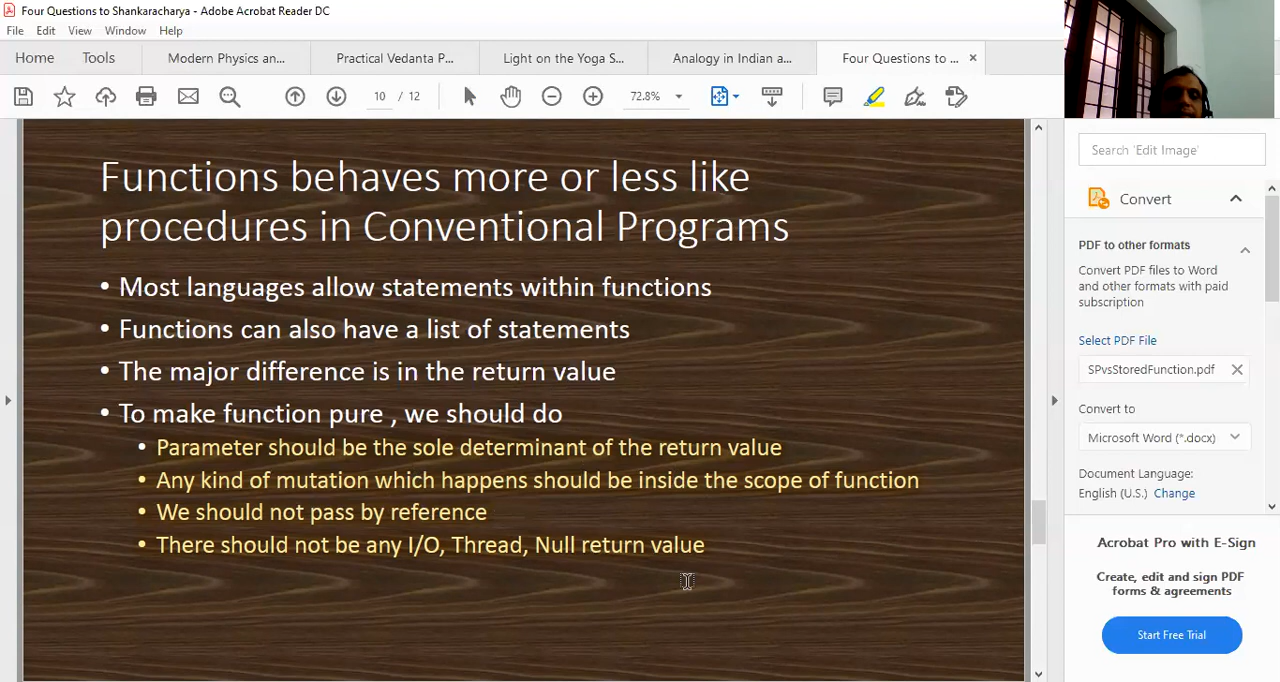 Four Questions to Shankaracharya - Adobe Acrobat Reader DC
File Edit View Window Help
Home Tools Modern Physics an... Practical Vedanta P... Light on the Yoga S... Analogy in Indian a... Four Questions to ... ×
10 / 12 72.8%
Functions behaves more or less like
procedures in Conventional Programs
• Most languages allow statements within functions
• Functions can also have a list of statements
• The major difference is in the return value
• To make function pure , we should do
• Parameter should be the sole determinant of the return value
• Any kind of mutation which happens should be inside the scope of function
• We should not pass by reference
• There should not be any I/O, Thread, Null return value
Search 'Edit Image'
Convert
PDF to other formats
Convert PDF files to Word
and other formats with paid
subscription
Select PDF File
SPvsStoredFunction.pdf
Convert to
Microsoft Word (*.docx)
Document Language:
English (U.S.) Change
Acrobat Pro with E-Sign
Create, edit and sign PDF
forms & agreements
Start Free Trial